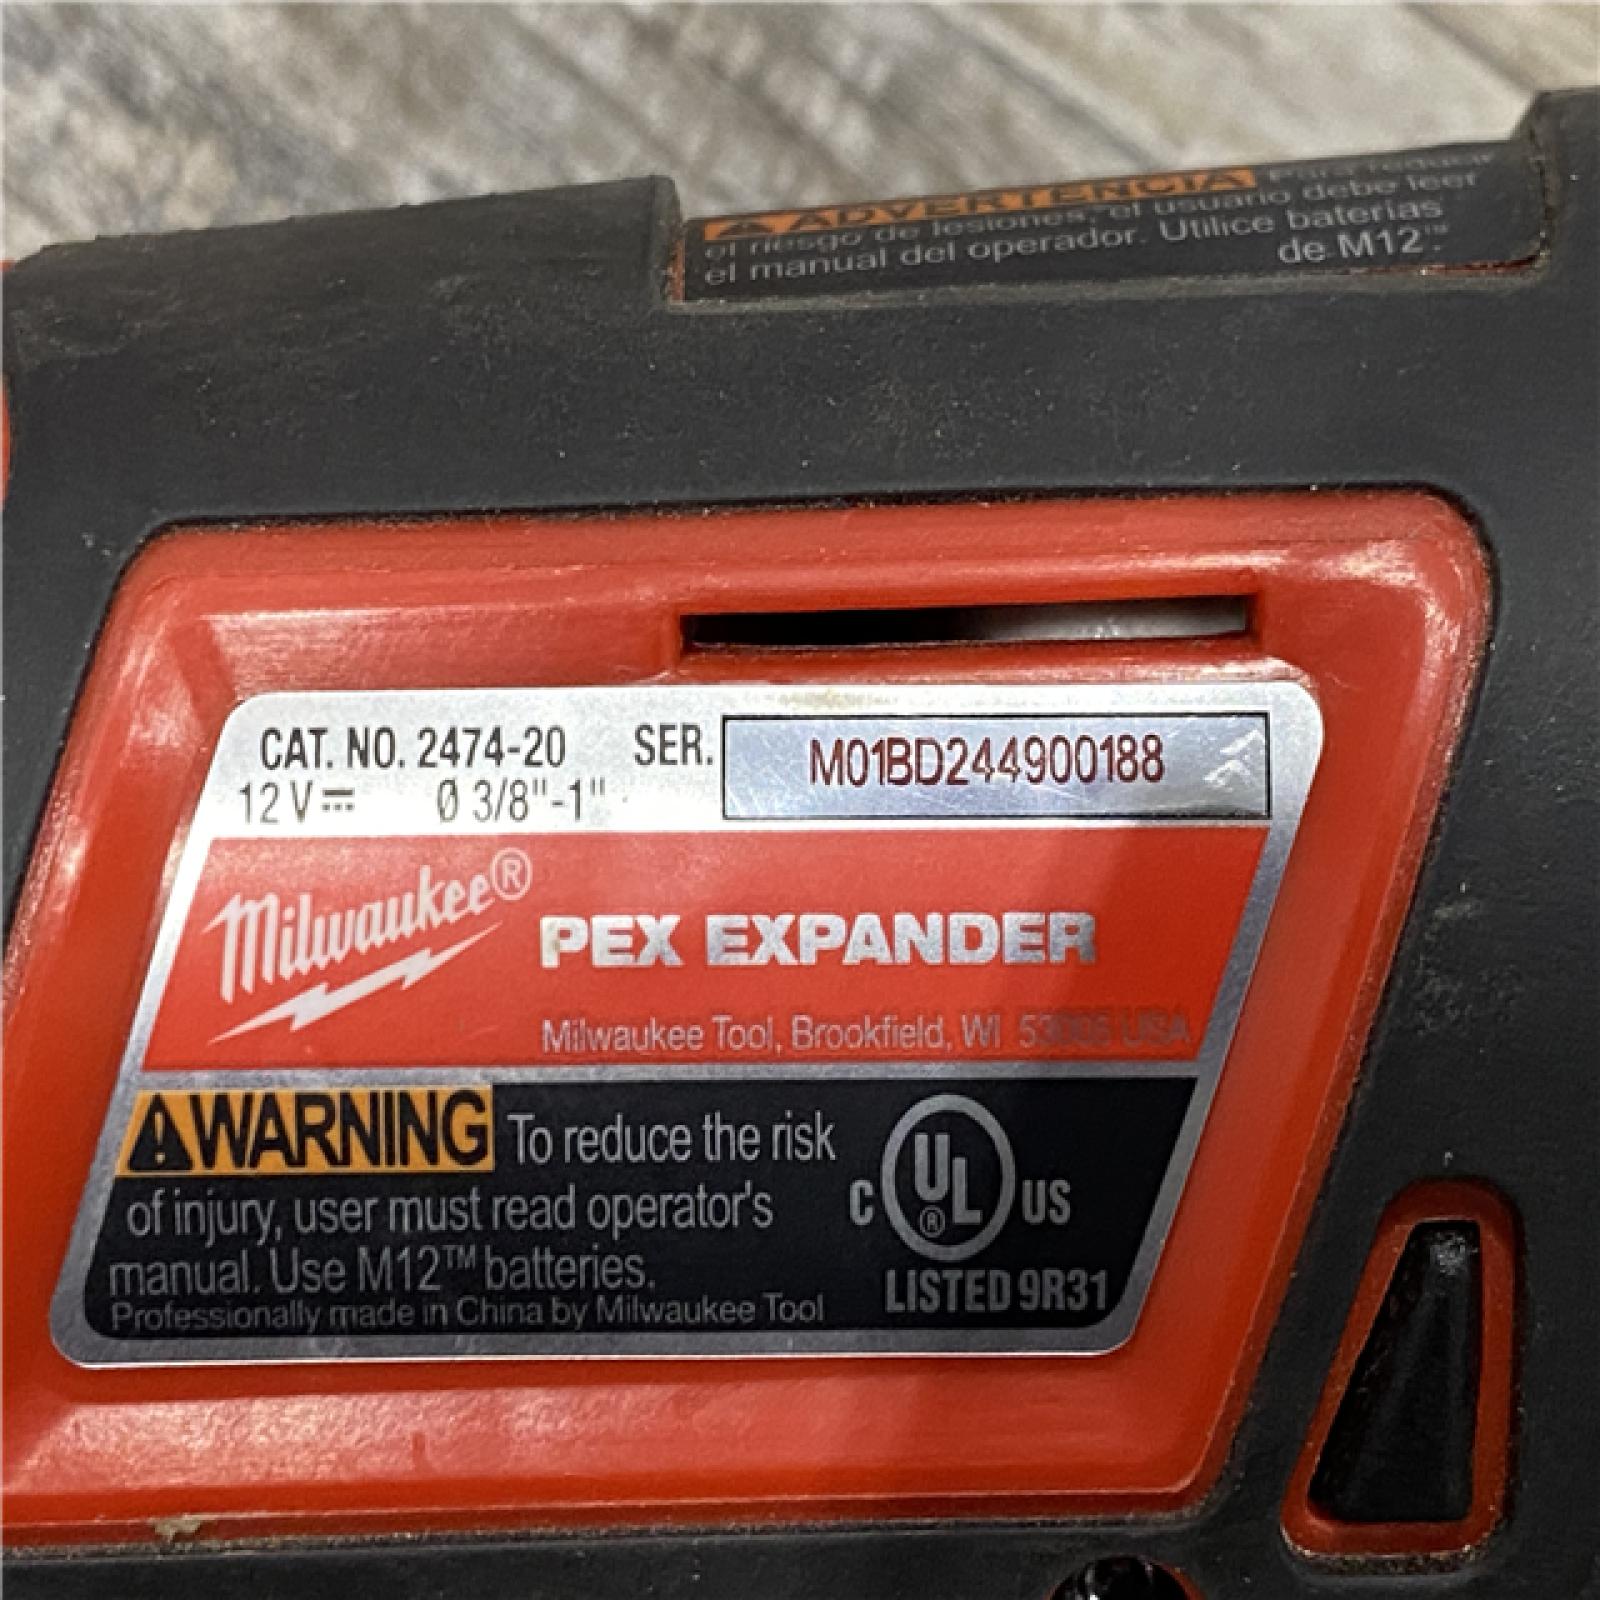 ⚠ ADVERTENCIA Para reducir
el riesgo de lesiones, el usuario debe leer
el manual del operador. Utilice baterías
de M12™.
CAT. NO. 2474-20 SER. M01BD244900188
12 V⎓ Ø 3/8"-1"
Milwaukee® PEX EXPANDER
Milwaukee Tool, Brookfield, WI 53005 USA
⚠ WARNING To reduce the risk
of injury, user must read operator's
manual. Use M12™ batteries.
Professionally made in China by Milwaukee Tool
C UL® US
LISTED 9R31